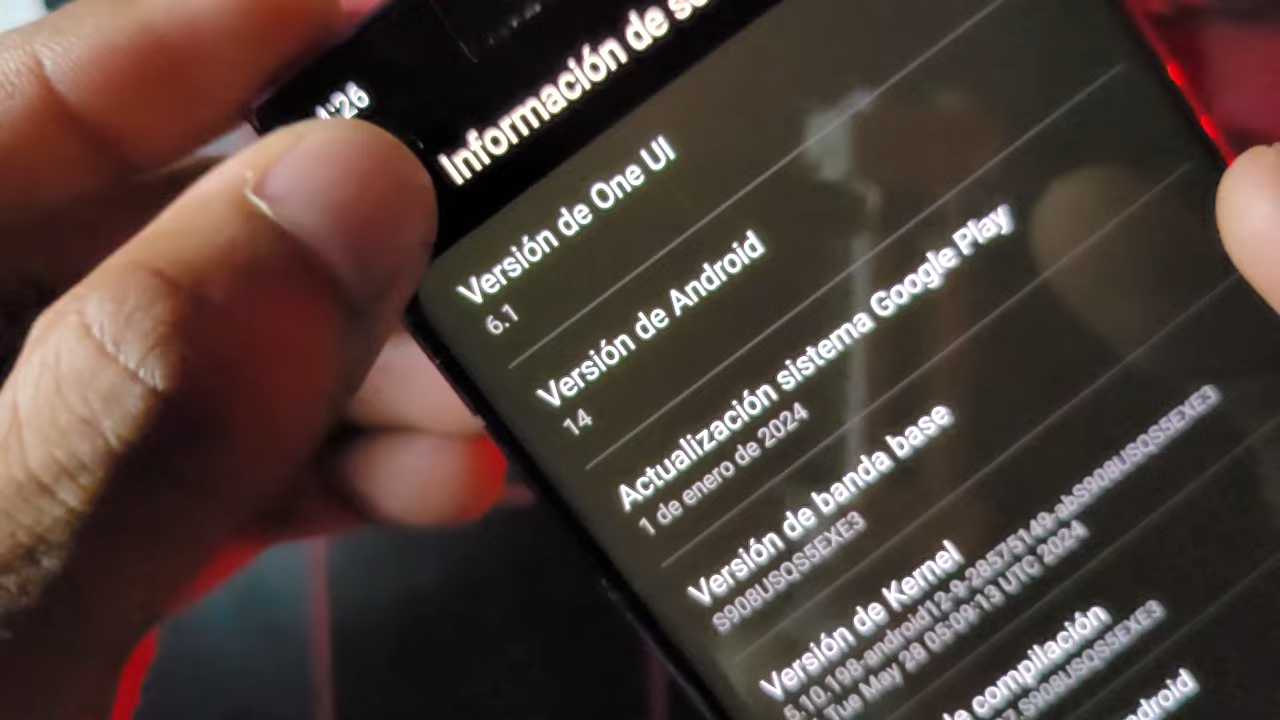 Información de
Versión de One UI
6.1
Versión de Android
14
Actualización sistema Google Play
1 de enero de 2024
Versión de banda base
S908USQS5EXE3
Versión de Kernel
5.10.198-android12-9-28575149-abS908USQS5EXE3
Tue May 28 05:09:13 UTC 2024
compilación
S908USQS5EXE3